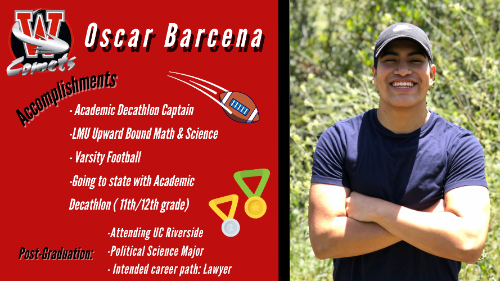 W
Comets
Oscar Barcena
Accomplishments
- Academic Decathlon Captain
-LMU Upward Bound Math & Science
- Varsity Football
-Going to state with Academic
Decathlon ( 11th/12th grade)
Post-Graduation:
-Attending UC Riverside
-Political Science Major
- Intended career path: Lawyer